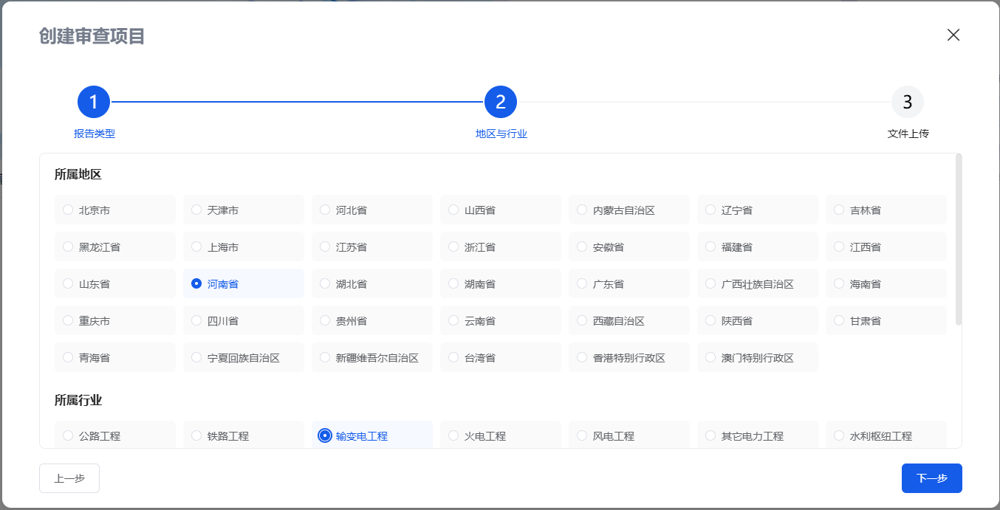 创建审查项目
1
2
3
报告类型
地区与行业
文件上传
所属地区
北京市 天津市 河北省 山西省 内蒙古自治区 辽宁省 吉林省
黑龙江省 上海市 江苏省 浙江省 安徽省 福建省 江西省
山东省 河南省 湖北省 湖南省 广东省 广西壮族自治区 海南省
重庆市 四川省 贵州省 云南省 西藏自治区 陕西省 甘肃省
青海省 宁夏回族自治区 新疆维吾尔自治区 台湾省 香港特别行政区 澳门特别行政区
所属行业
公路工程 铁路工程 输变电工程 火电工程 风电工程 其它电力工程 水利枢纽工程
上一步
下一步